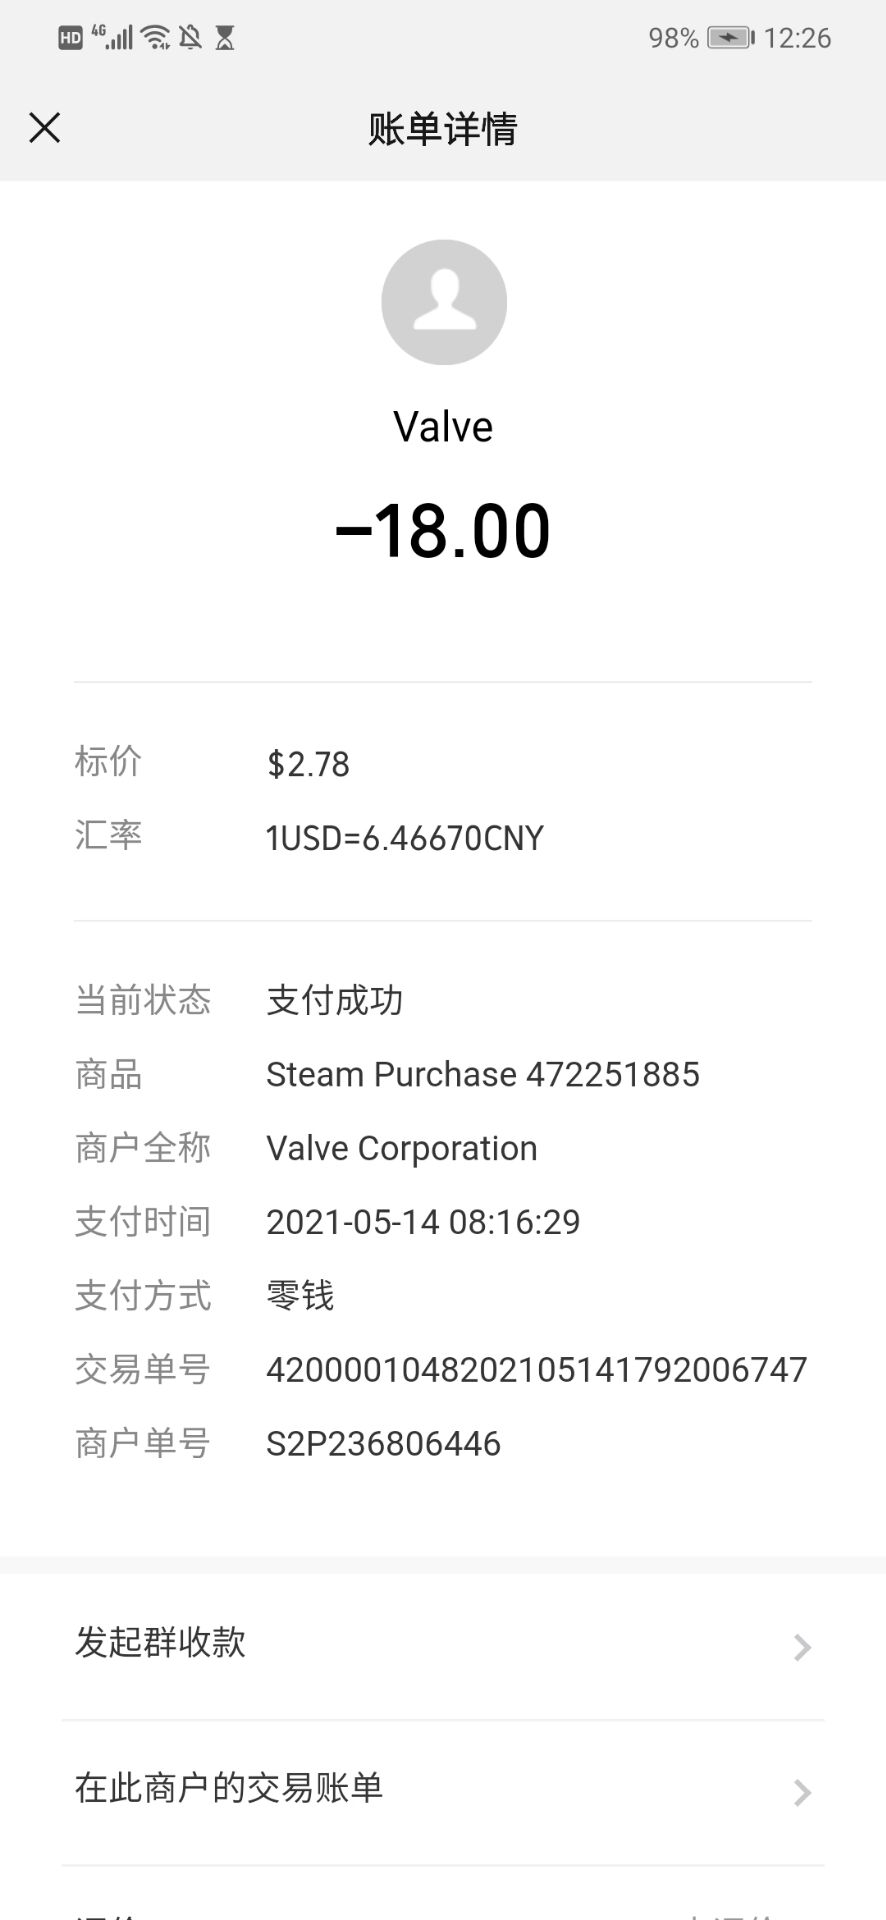 HD 4G 98% 12:26
账单详情
Valve
-18.00
标价 $2.78
汇率 1USD=6.46670CNY
当前状态 支付成功
商品 Steam Purchase 472251885
商户全称 Valve Corporation
支付时间 2021-05-14 08:16:29
支付方式 零钱
交易单号 4200001048202105141792006747
商户单号 S2P236806446
发起群收款
在此商户的交易账单